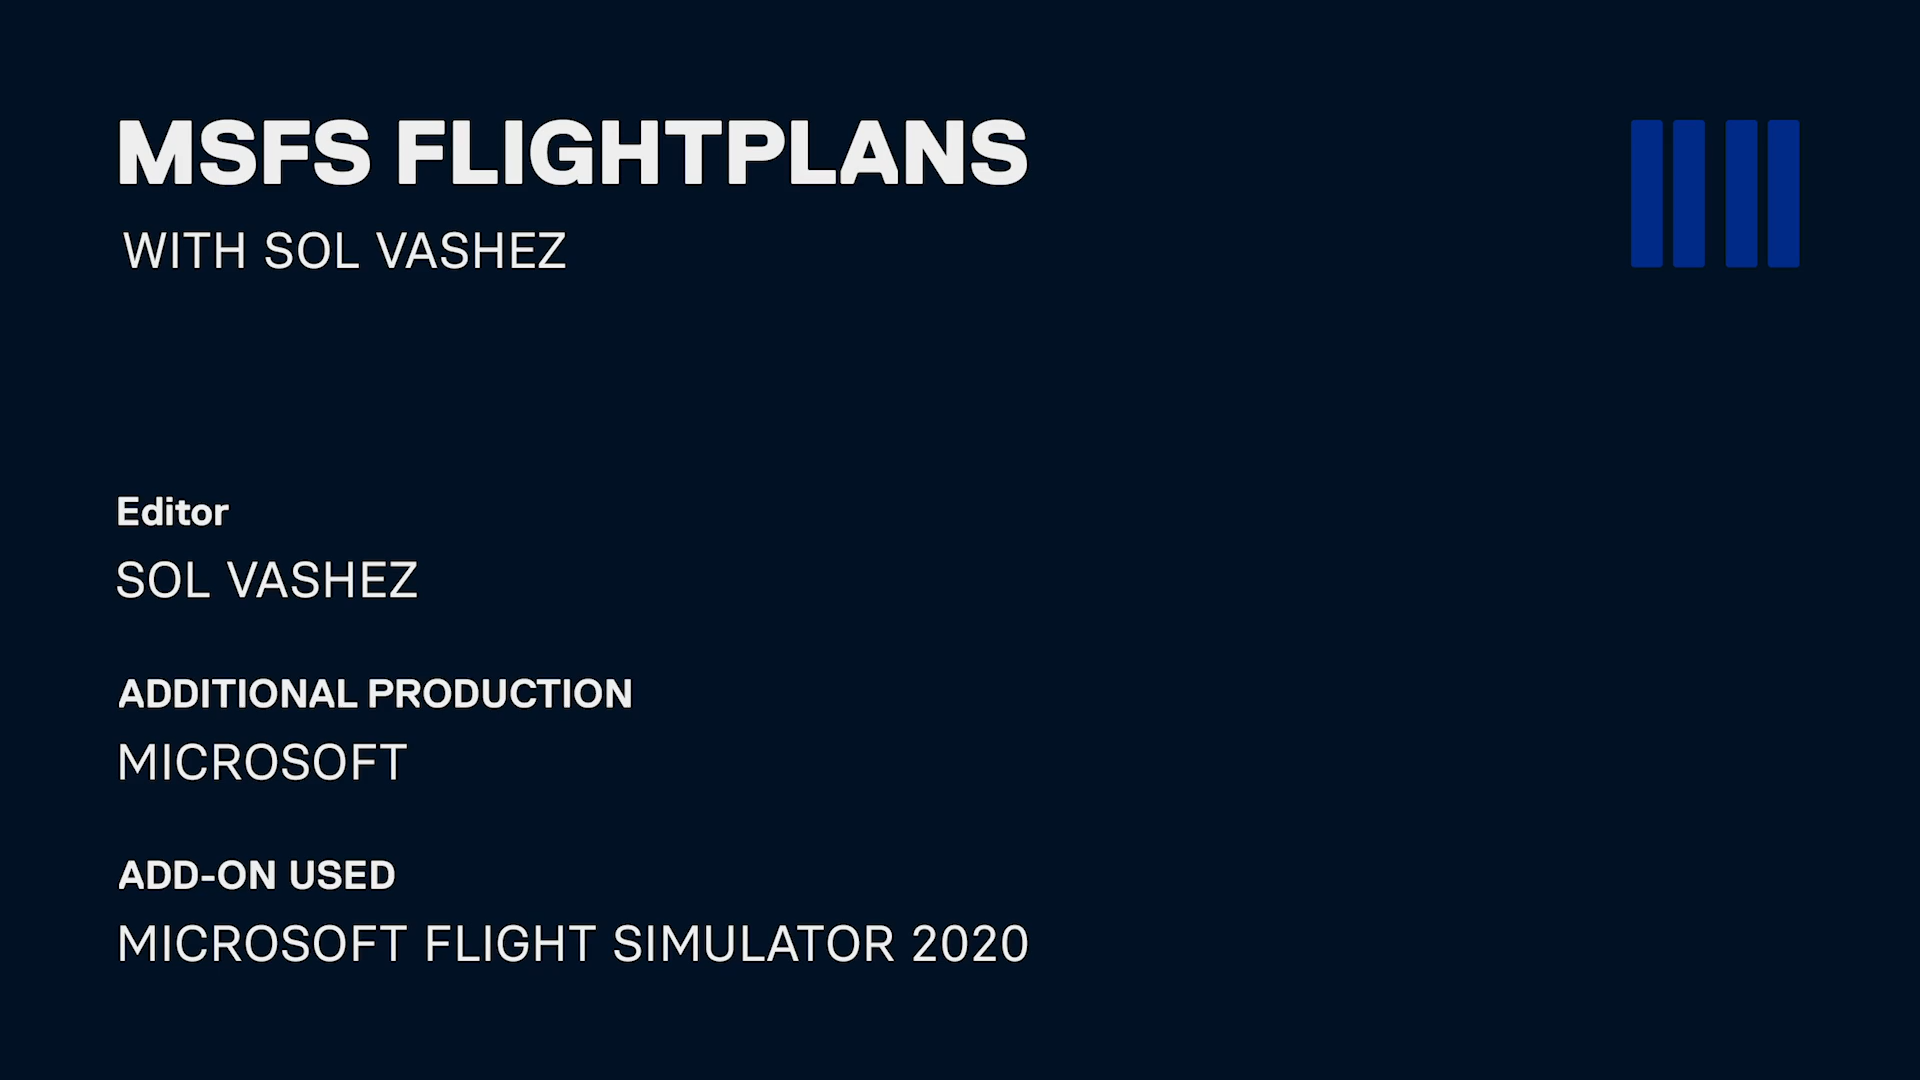 MSFS FLIGHTPLANS
WITH SOL VASHEZ
Editor
SOL VASHEZ
ADDITIONAL PRODUCTION
MICROSOFT
ADD-ON USED
MICROSOFT FLIGHT SIMULATOR 2020